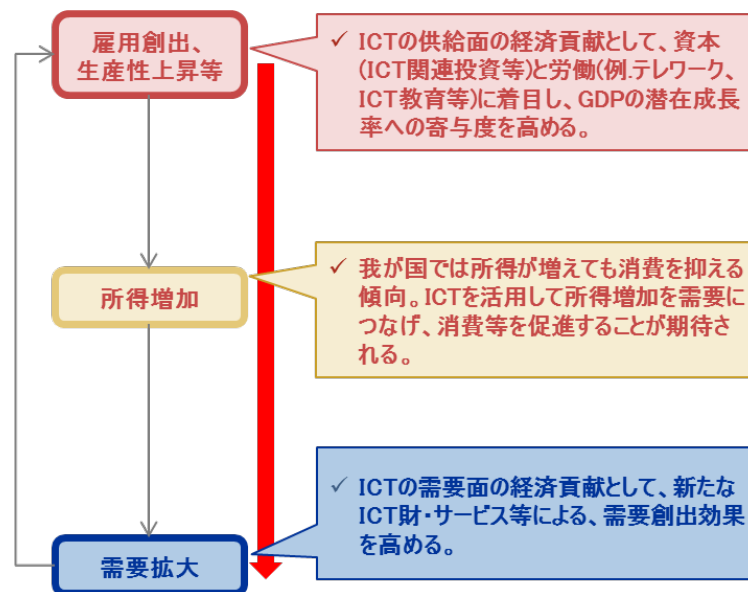 雇用創出、
生産性上昇等
✓ ICTの供給面の経済貢献として、資本
(ICT関連投資等)と労働(例.テレワーク、
ICT教育等)に着目し、GDPの潜在成長
率への寄与度を高める。
所得増加
✓ 我が国では所得が増えても消費を抑える
傾向。ICTを活用して所得増加を需要に
つなげ、消費等を促進することが期待さ
れる。
✓ ICTの需要面の経済貢献として、新たな
ICT財・サービス等による、需要創出効果
を高める。
需要拡大